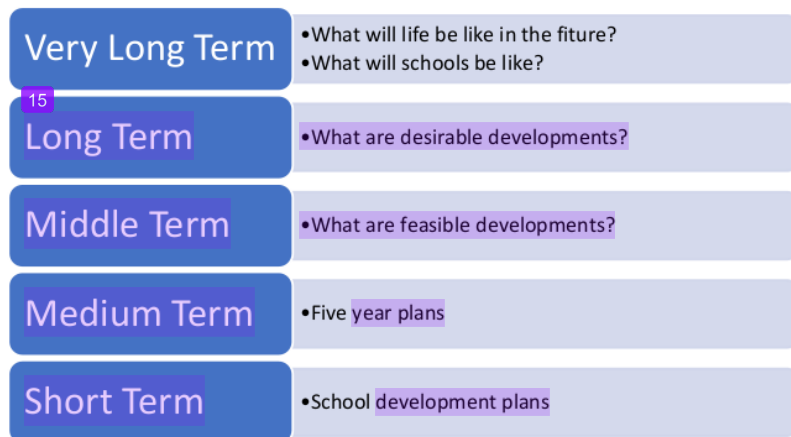 Very Long Term
•What will life be like in the fiture?
•What will schools be like?
15
Long Term
•What are desirable developments?
Middle Term
•What are feasible developments?
Medium Term
•Five year plans
Short Term
•School development plans